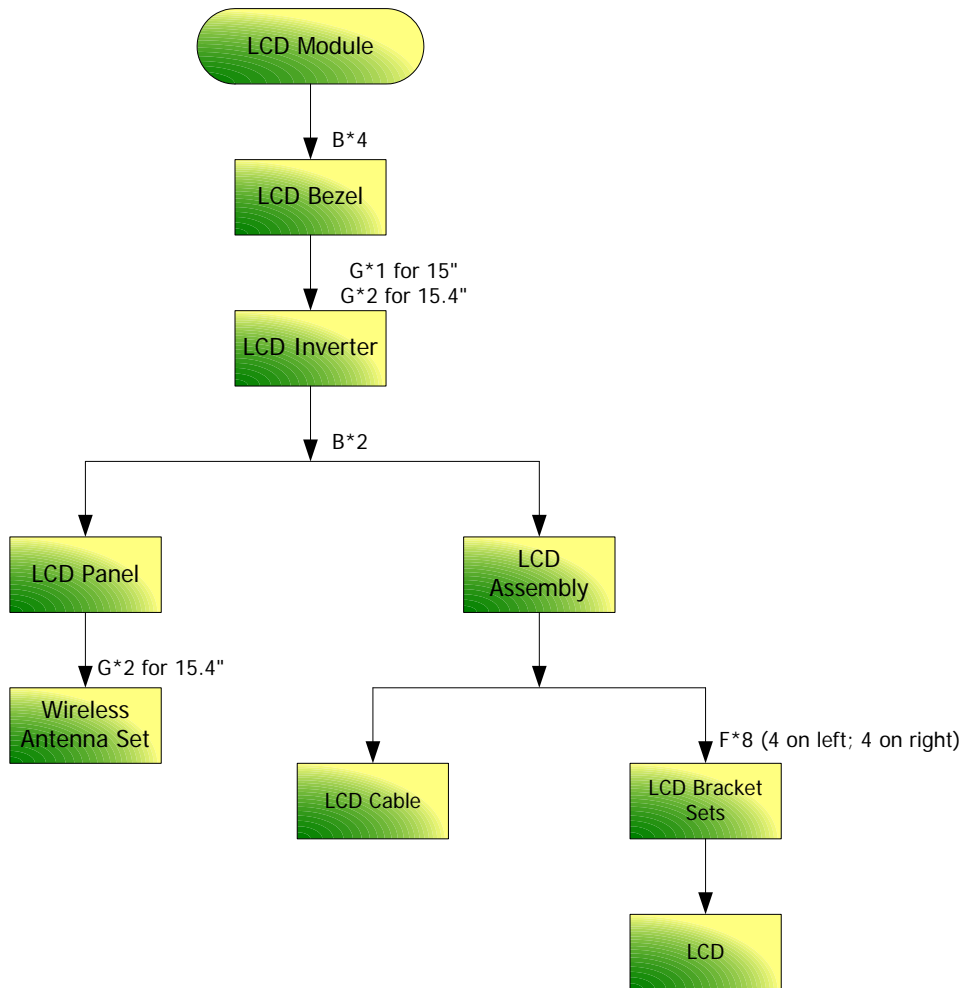 LCD Module
B*4
LCD Bezel
G*1 for 15"
G*2 for 15.4"
LCD Inverter
B*2
LCD Panel
LCD
Assembly
G*2 for 15.4"
Wireless
Antenna Set
F*8 (4 on left; 4 on right)
LCD Cable
LCD Bracket
Sets
LCD